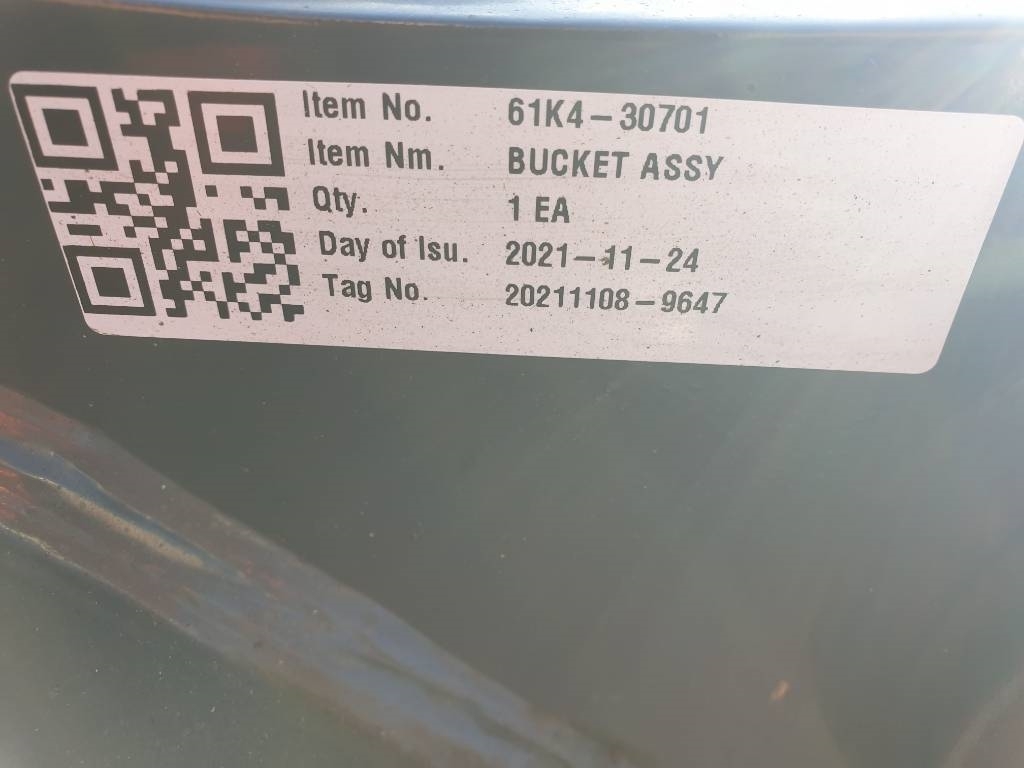 Item No. 61K4-30701
Item Nm. BUCKET ASSY
Qty. 1 EA
Day of Isu. 2021-11-24
Tag No. 20211108-9647